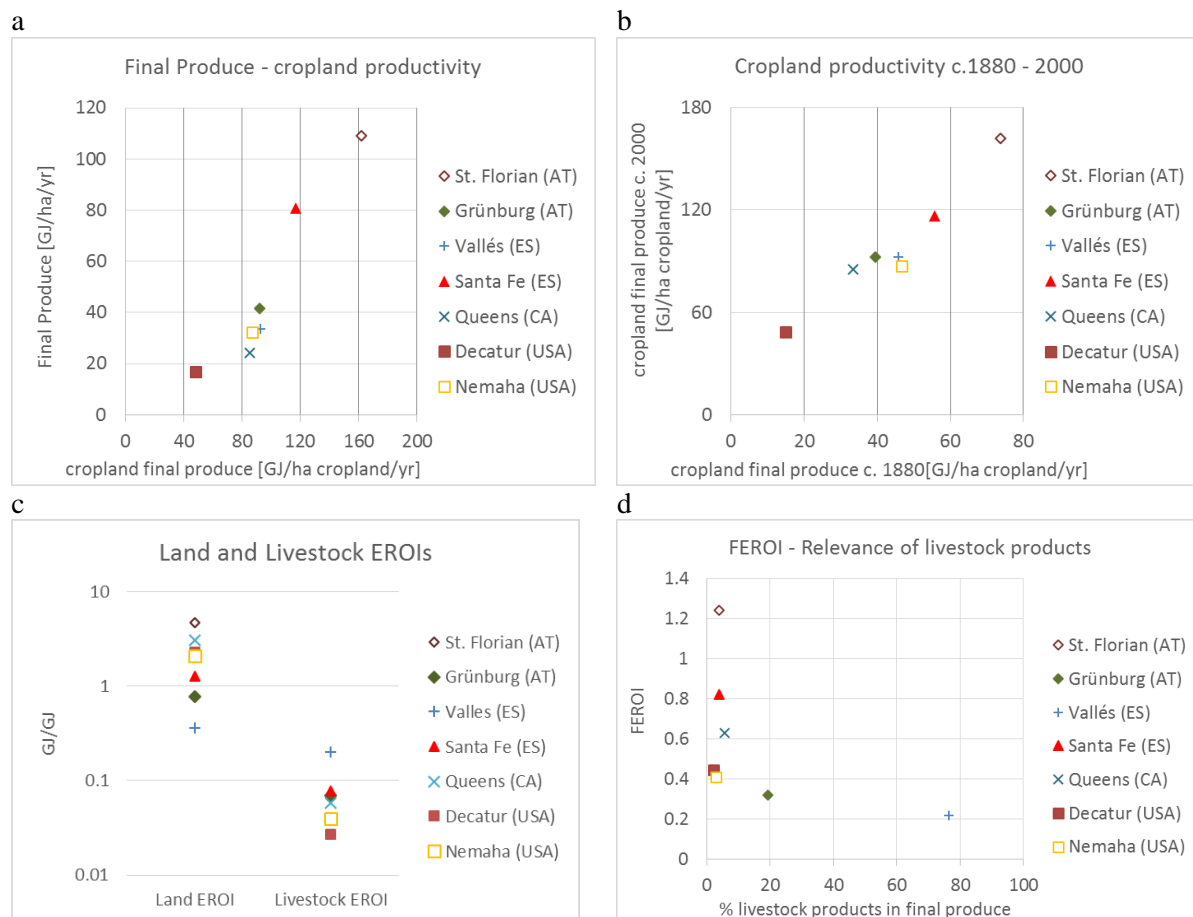 a
Final Produce - cropland productivity
Final Produce [GJ/ha/yr]
120
100
80
60
40
20
0
0 40 80 120 160 200
cropland final produce [GJ/ha cropland/yr]
St. Florian (AT)
Grünburg (AT)
Vallés (ES)
Santa Fe (ES)
Queens (CA)
Decatur (USA)
Nemaha (USA)
b
Cropland productivity c.1880 - 2000
cropland final produce c. 2000
[GJ/ha cropland/yr]
180
120
60
0
0 20 40 60 80
cropland final produce c. 1880[GJ/ha cropland/yr]
St. Florian (AT)
Grünburg (AT)
Vallés (ES)
Santa Fe (ES)
Queens (CA)
Decatur (USA)
Nemaha (USA)
c
Land and Livestock EROIs
GJ/GJ
10
1
0.1
0.01
Land EROI Livestock EROI
St. Florian (AT)
Grünburg (AT)
Valles (ES)
Santa Fe (ES)
Queens (CA)
Decatur (USA)
Nemaha (USA)
d
FEROI - Relevance of livestock products
FEROI
1.4
1.2
1
0.8
0.6
0.4
0.2
0
0 20 40 60 80 100
% livestock products in final produce
St. Florian (AT)
Grünburg (AT)
Vallés (ES)
Santa Fe (ES)
Queens (CA)
Decatur (USA)
Nemaha (USA)